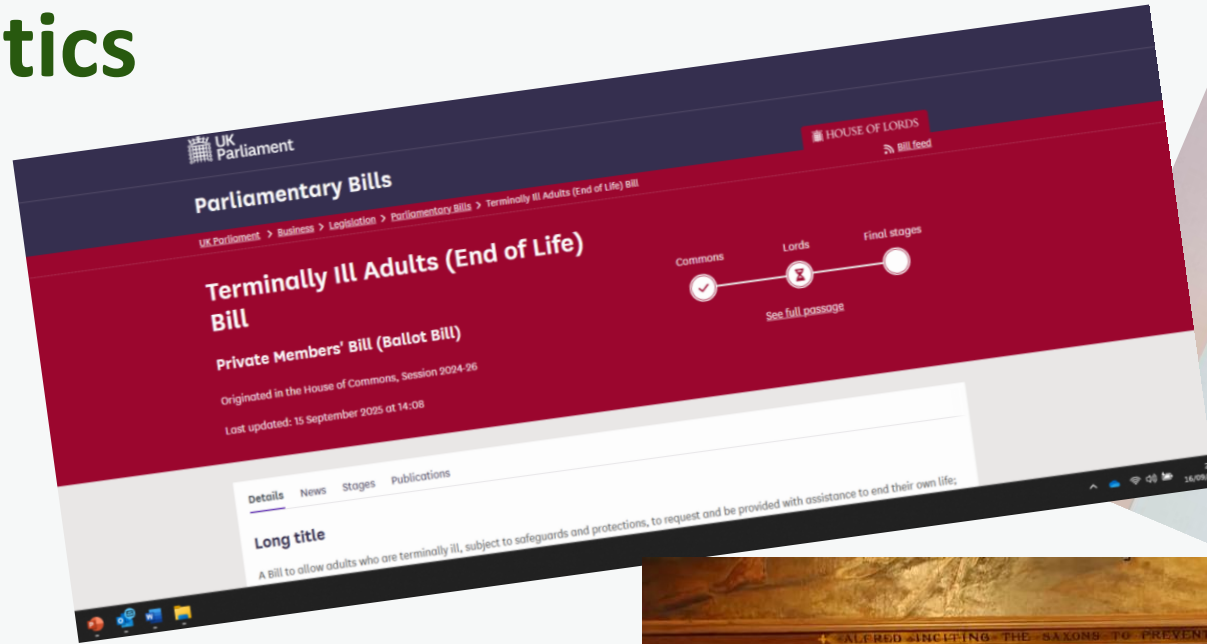 tics
UK
Parliament
HOUSE OF LORDS
Bill feed
Parliamentary Bills
UK Parliament > Business > Legislation > Parliamentary Bills > Terminally Ill Adults (End of Life) Bill
Terminally Ill Adults (End of Life)
Bill
Commons
Lords
Final stages
See full passage
Private Members' Bill (Ballot Bill)
Originated in the House of Commons, Session 2024-26
Last updated: 15 September 2025 at 14:08
Details News Stages Publications
Long title
A Bill to allow adults who are terminally ill, subject to safeguards and protections, to request and be provided with assistance to end their own life;
ALFRED INCITING THE SAXONS TO PREVENT